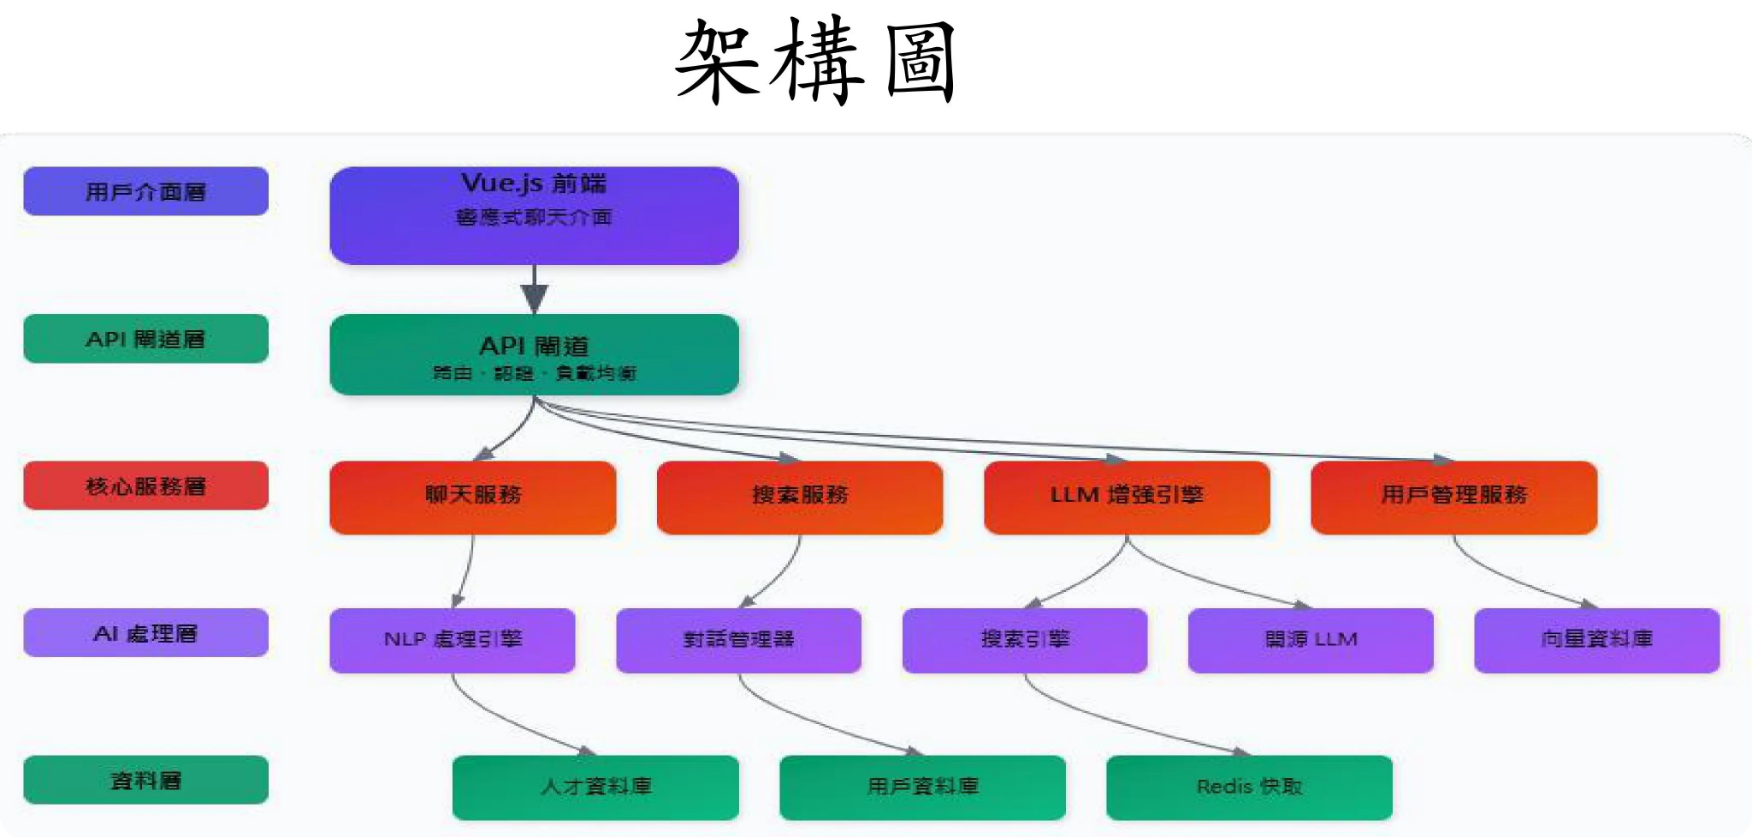 架構圖
用戶介面層
Vue.js 前端
響應式聊天介面
API 閘道層
API 閘道
路由、認證、負載均衡
核心服務層
聊天服務
搜索服務
LLM 增強引擎
用戶管理服務
AI 處理層
NLP 處理引擎
對話管理器
搜索引擎
開源 LLM
向量資料庫
資料層
人才資料庫
用戶資料庫
Redis 快取